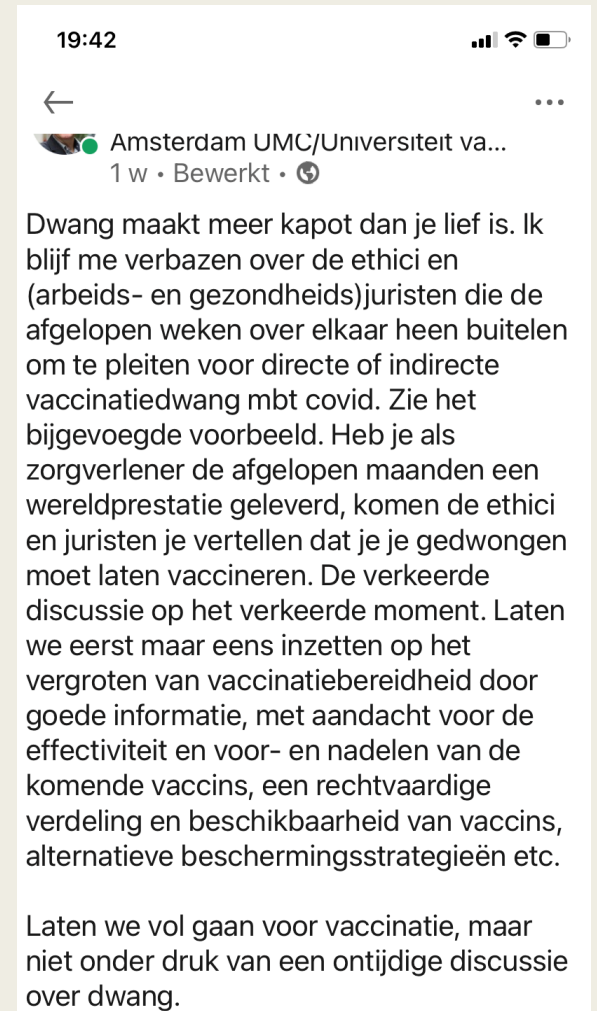 19:42
Amsterdam UMC/Universiteit va...
1 w • Bewerkt •
Dwang maakt meer kapot dan je lief is. Ik
blijf me verbazen over de ethici en
(arbeids- en gezondheids)juristen die de
afgelopen weken over elkaar heen buitelen
om te pleiten voor directe of indirecte
vaccinatiedwang mbt covid. Zie het
bijgevoegde voorbeeld. Heb je als
zorgverlener de afgelopen maanden een
wereldprestatie geleverd, komen de ethici
en juristen je vertellen dat je je gedwongen
moet laten vaccineren. De verkeerde
discussie op het verkeerde moment. Laten
we eerst maar eens inzetten op het
vergroten van vaccinatiebereidheid door
goede informatie, met aandacht voor de
effectiviteit en voor- en nadelen van de
komende vaccins, een rechtvaardige
verdeling en beschikbaarheid van vaccins,
alternatieve beschermingsstrategieën etc.
Laten we vol gaan voor vaccinatie, maar
niet onder druk van een ontijdige discussie
over dwang.